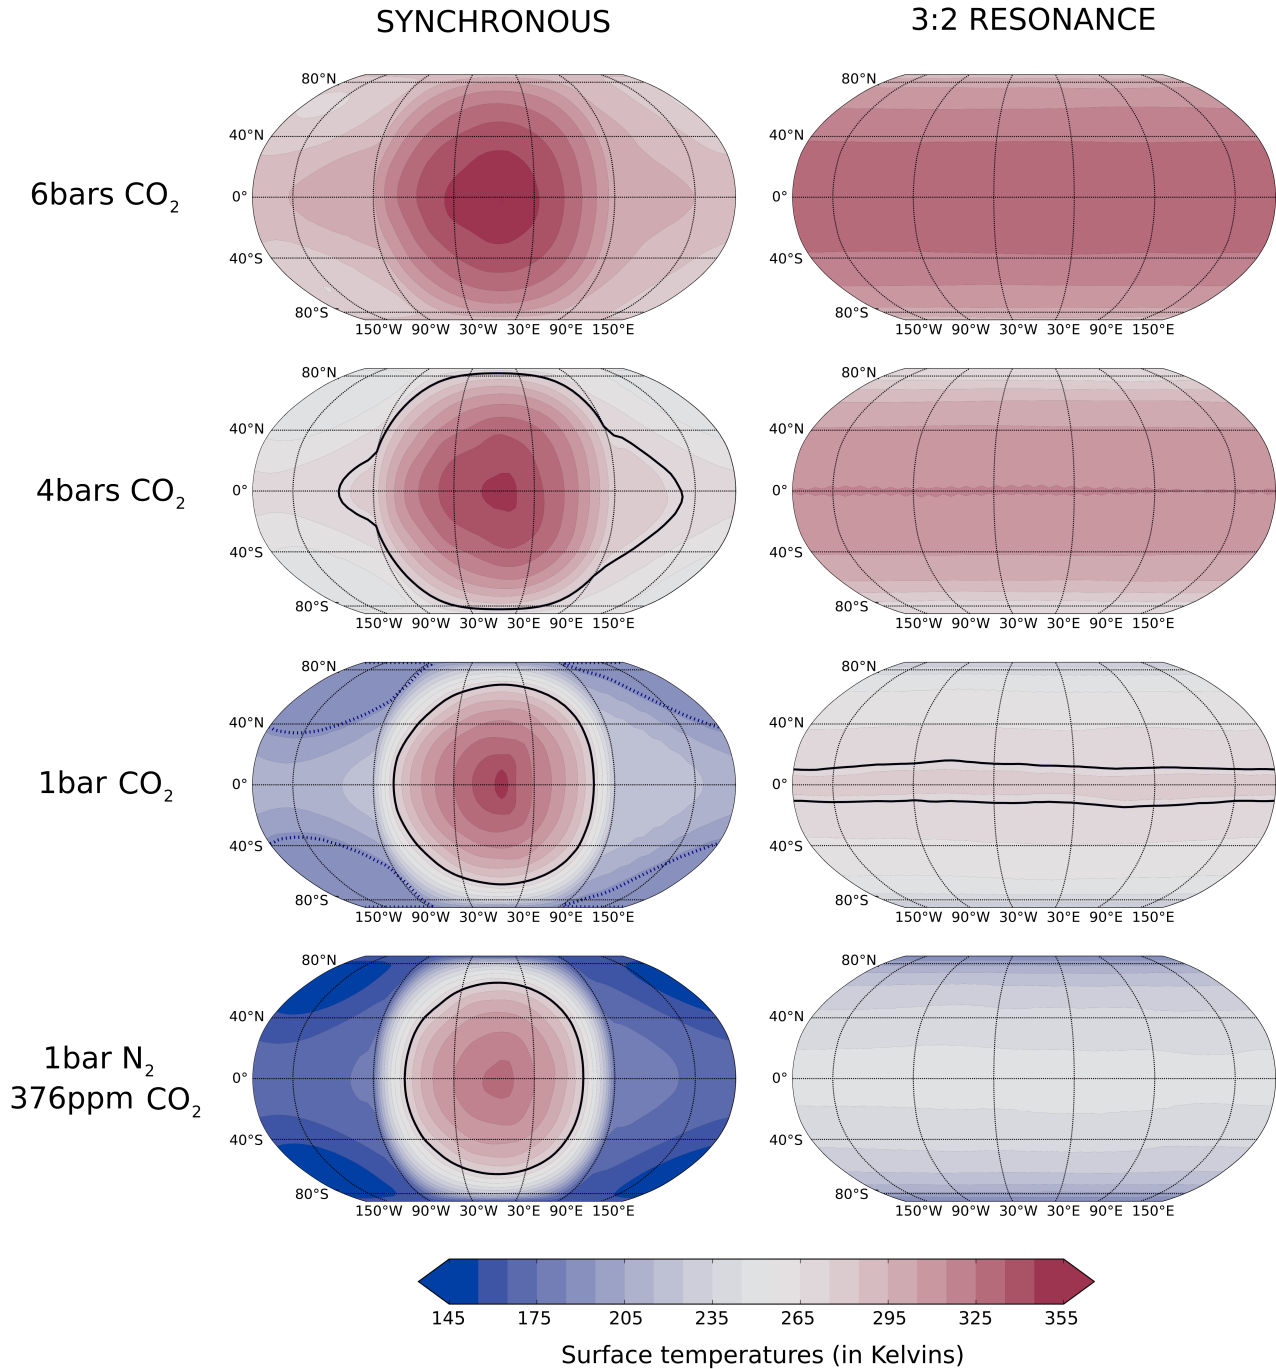 SYNCHRONOUS 3:2 RESONANCE
80°N 80°N
40°N 40°N
6bars CO₂ 0° 0°
40°S 40°S
80°S 80°S
150°W 90°W 30°W 30°E 90°E 150°E 150°W 90°W 30°W 30°E 90°E 150°E
80°N 80°N
40°N 40°N
4bars CO₂ 0° 0°
40°S 40°S
80°S 80°S
150°W 90°W 30°W 30°E 90°E 150°E 150°W 90°W 30°W 30°E 90°E 150°E
80°N 80°N
40°N 40°N
1bar CO₂ 0° 0°
40°S 40°S
80°S 80°S
150°W 90°W 30°W 30°E 90°E 150°E 150°W 90°W 30°W 30°E 90°E 150°E
80°N 80°N
40°N 40°N
1bar N₂
0° 0°
376ppm CO₂
40°S 40°S
80°S 80°S
150°W 90°W 30°W 30°E 90°E 150°E 150°W 90°W 30°W 30°E 90°E 150°E
145 175 205 235 265 295 325 355
Surface temperatures (in Kelvins)